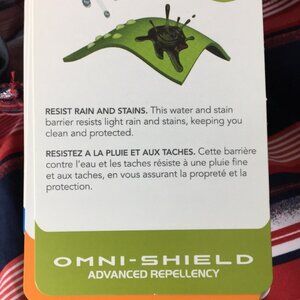 RESIST RAIN AND STAINS. This water and stain
barrier resists light rain and stains, keeping you
clean and protected.
RESISTEZ A LA PLUIE ET AUX TACHES. Cette barrière
contre l'eau et les taches résiste à une pluie fine
et aux taches, en vous assurant la propreté et la
protection.
OMNI-SHIELD
ADVANCED REPELLENCY